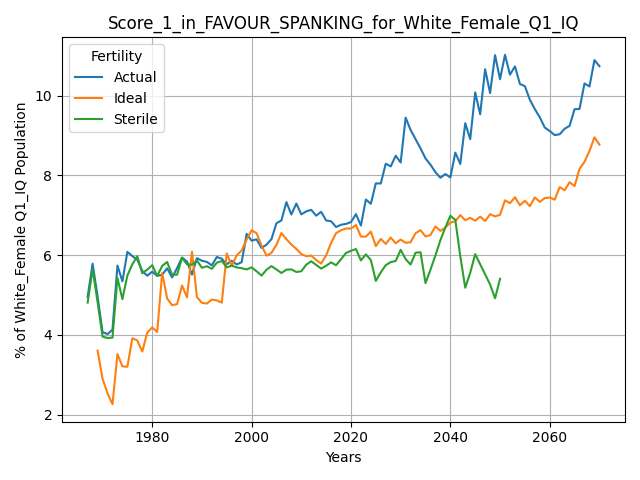 Score_1_in_FAVOUR_SPANKING_for_White_Female_Q1_IQ
Fertility
Actual
Ideal
Sterile
% of White_Female Q1_IQ Population
10
8
6
4
2
1980 2000 2020 2040 2060
Years